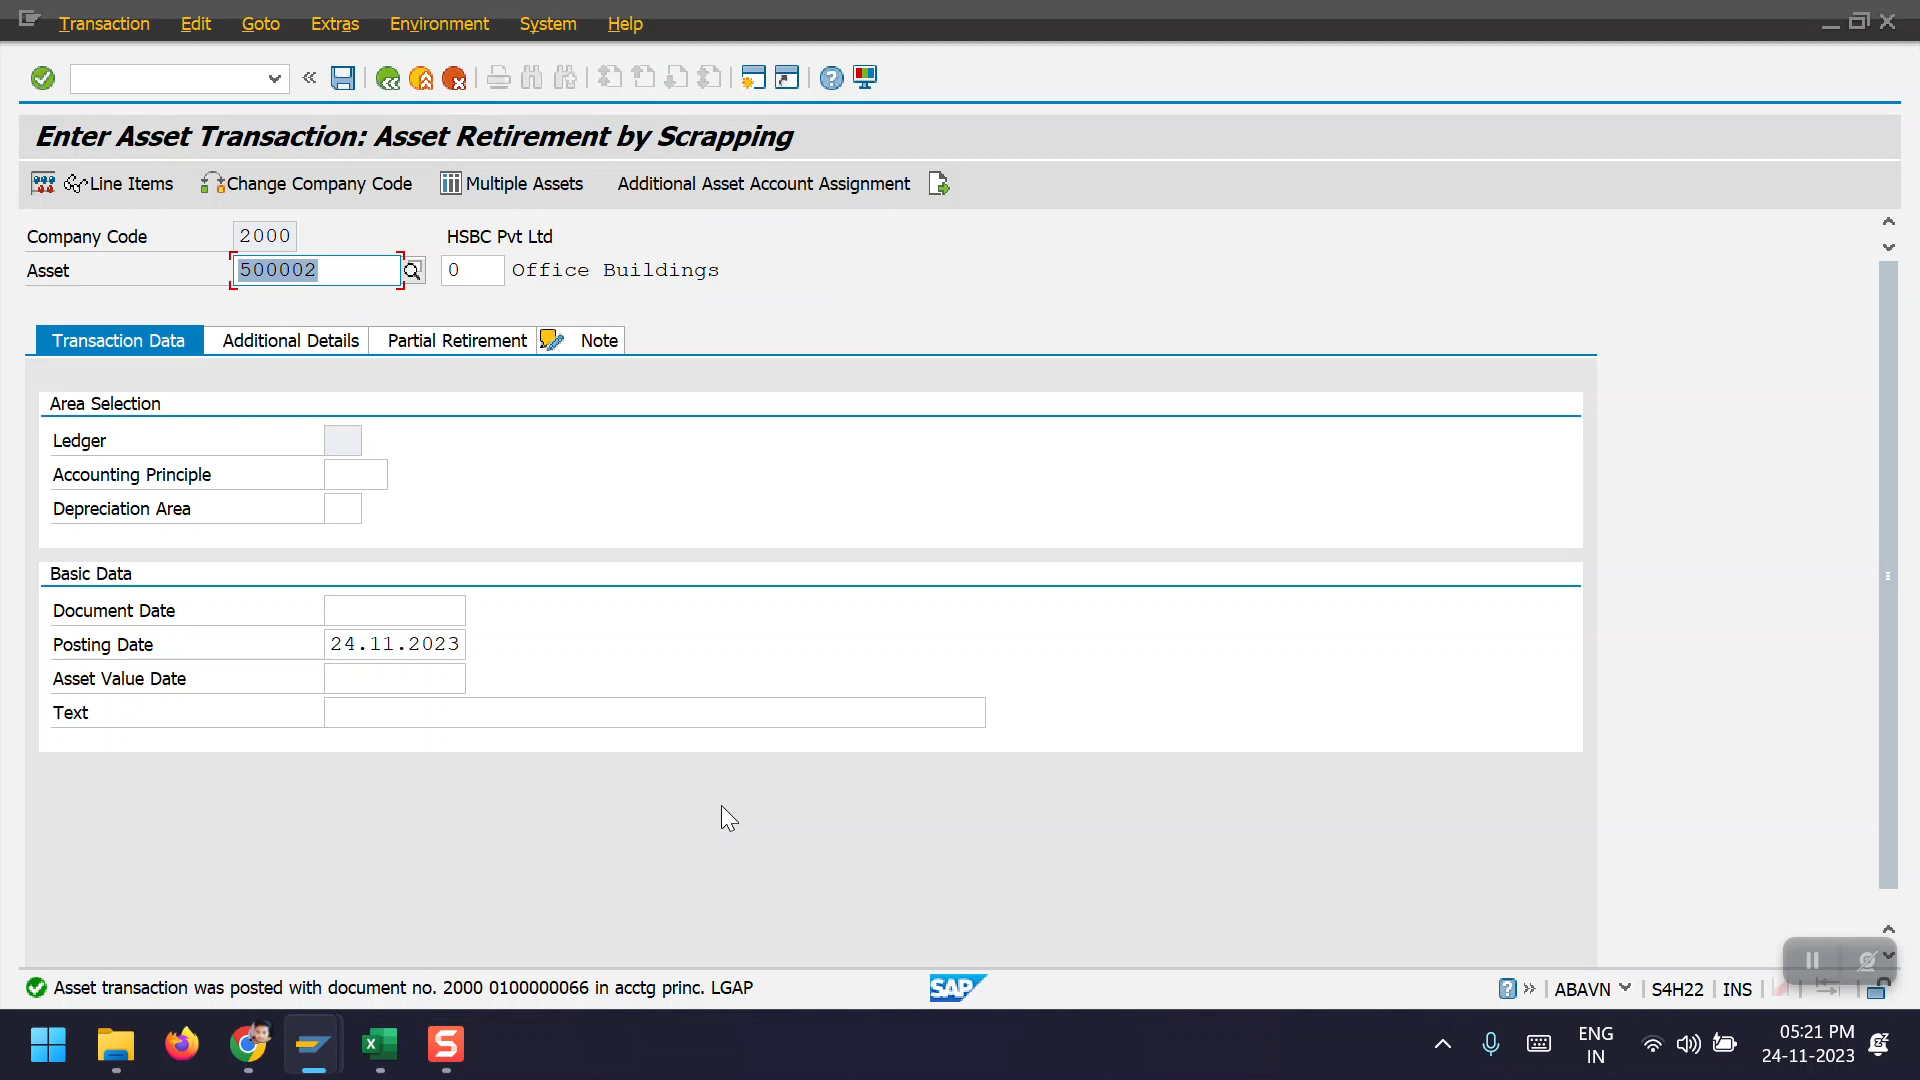 Transaction Edit Goto Extras Environment System Help
Enter Asset Transaction: Asset Retirement by Scrapping
Line Items Change Company Code Multiple Assets Additional Asset Account Assignment
Company Code 2000 HSBC Pvt Ltd
Asset 500002 0 Office Buildings
Transaction Data Additional Details Partial Retirement Note
Area Selection
Ledger
Accounting Principle
Depreciation Area
Basic Data
Document Date
Posting Date 24.11.2023
Asset Value Date
Text
Asset transaction was posted with document no. 2000 0100000066 in acctg princ. LGAP SAP ABAVN S4H22 INS
ENG 05:21 PM
IN 24-11-2023